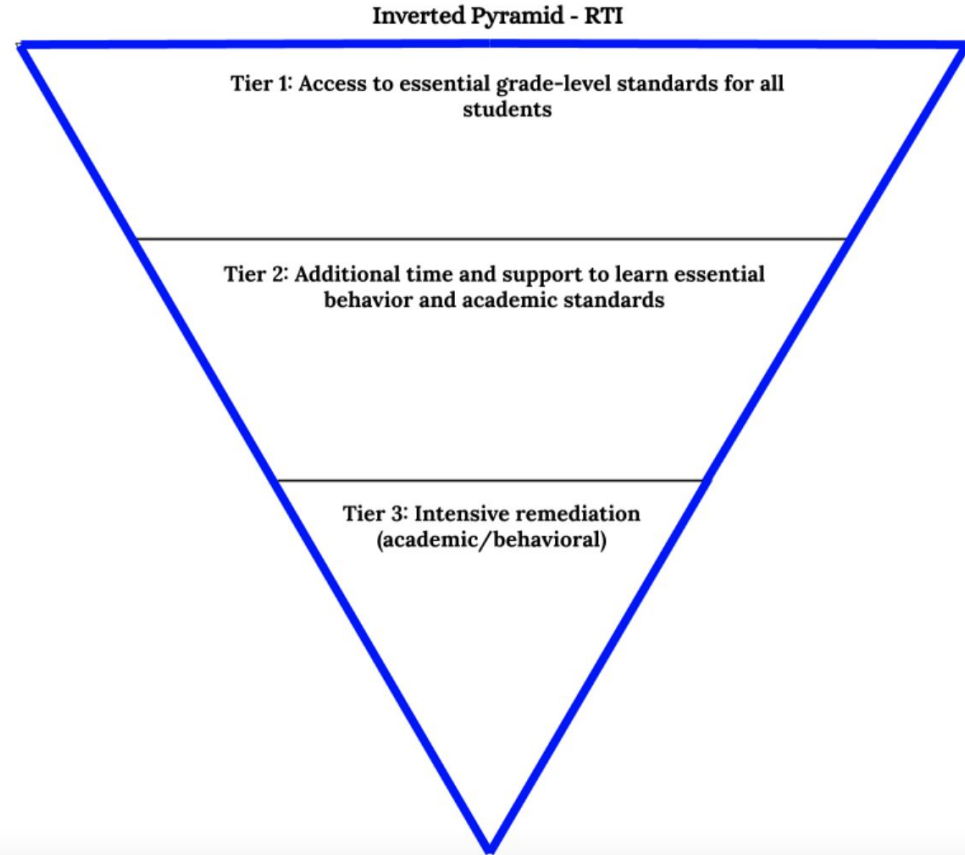 Inverted Pyramid - RTI
Tier 1: Access to essential grade-level standards for all
students
Tier 2: Additional time and support to learn essential
behavior and academic standards
Tier 3: Intensive remediation
(academic/behavioral)